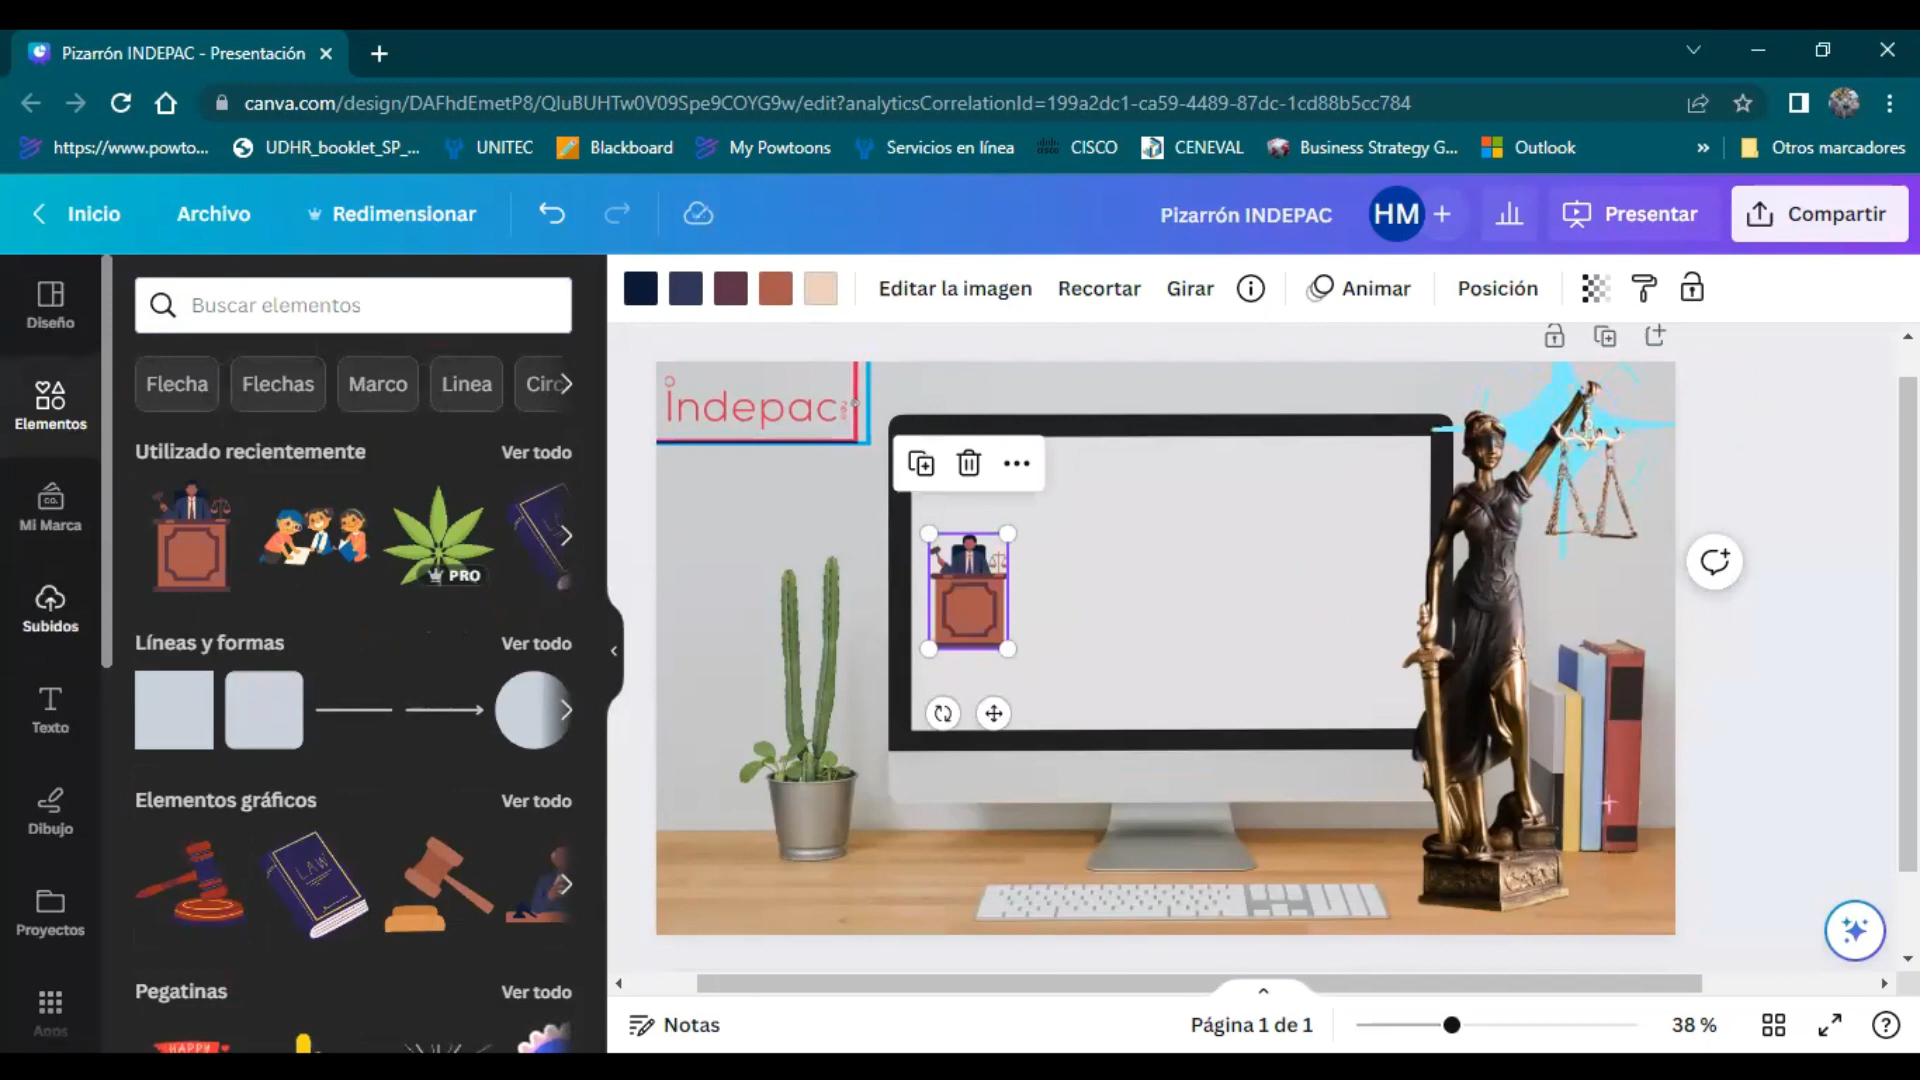 Pizarrón INDEPAC - Presentación
canva.com/design/DAFhdEmetP8/QIuBUHTw0V09Spe9COYG9w/edit?analyticsCorrelationId=199a2dc1-ca59-4489-87dc-1cd88b5cc784
https://www.powto... UDHR_booklet_SP_... UNITEC Blackboard My Powtoons Servicios en línea CISCO CENEVAL Business Strategy G... Outlook » Otros marcadores
Inicio Archivo Redimensionar Pizarrón INDEPAC HM + Presentar Compartir
Editar la imagen Recortar Girar Animar Posición
Diseño
Elementos
Mi Marca
Subidos
Texto
Dibujo
Proyectos
Apps
Buscar elementos
Flecha Flechas Marco Linea Circ
Utilizado recientemente Ver todo
PRO
Líneas y formas Ver todo
Elementos gráficos Ver todo
LAW
Pegatinas Ver todo
HAPPY
indepac
Notas Página 1 de 1 38 %